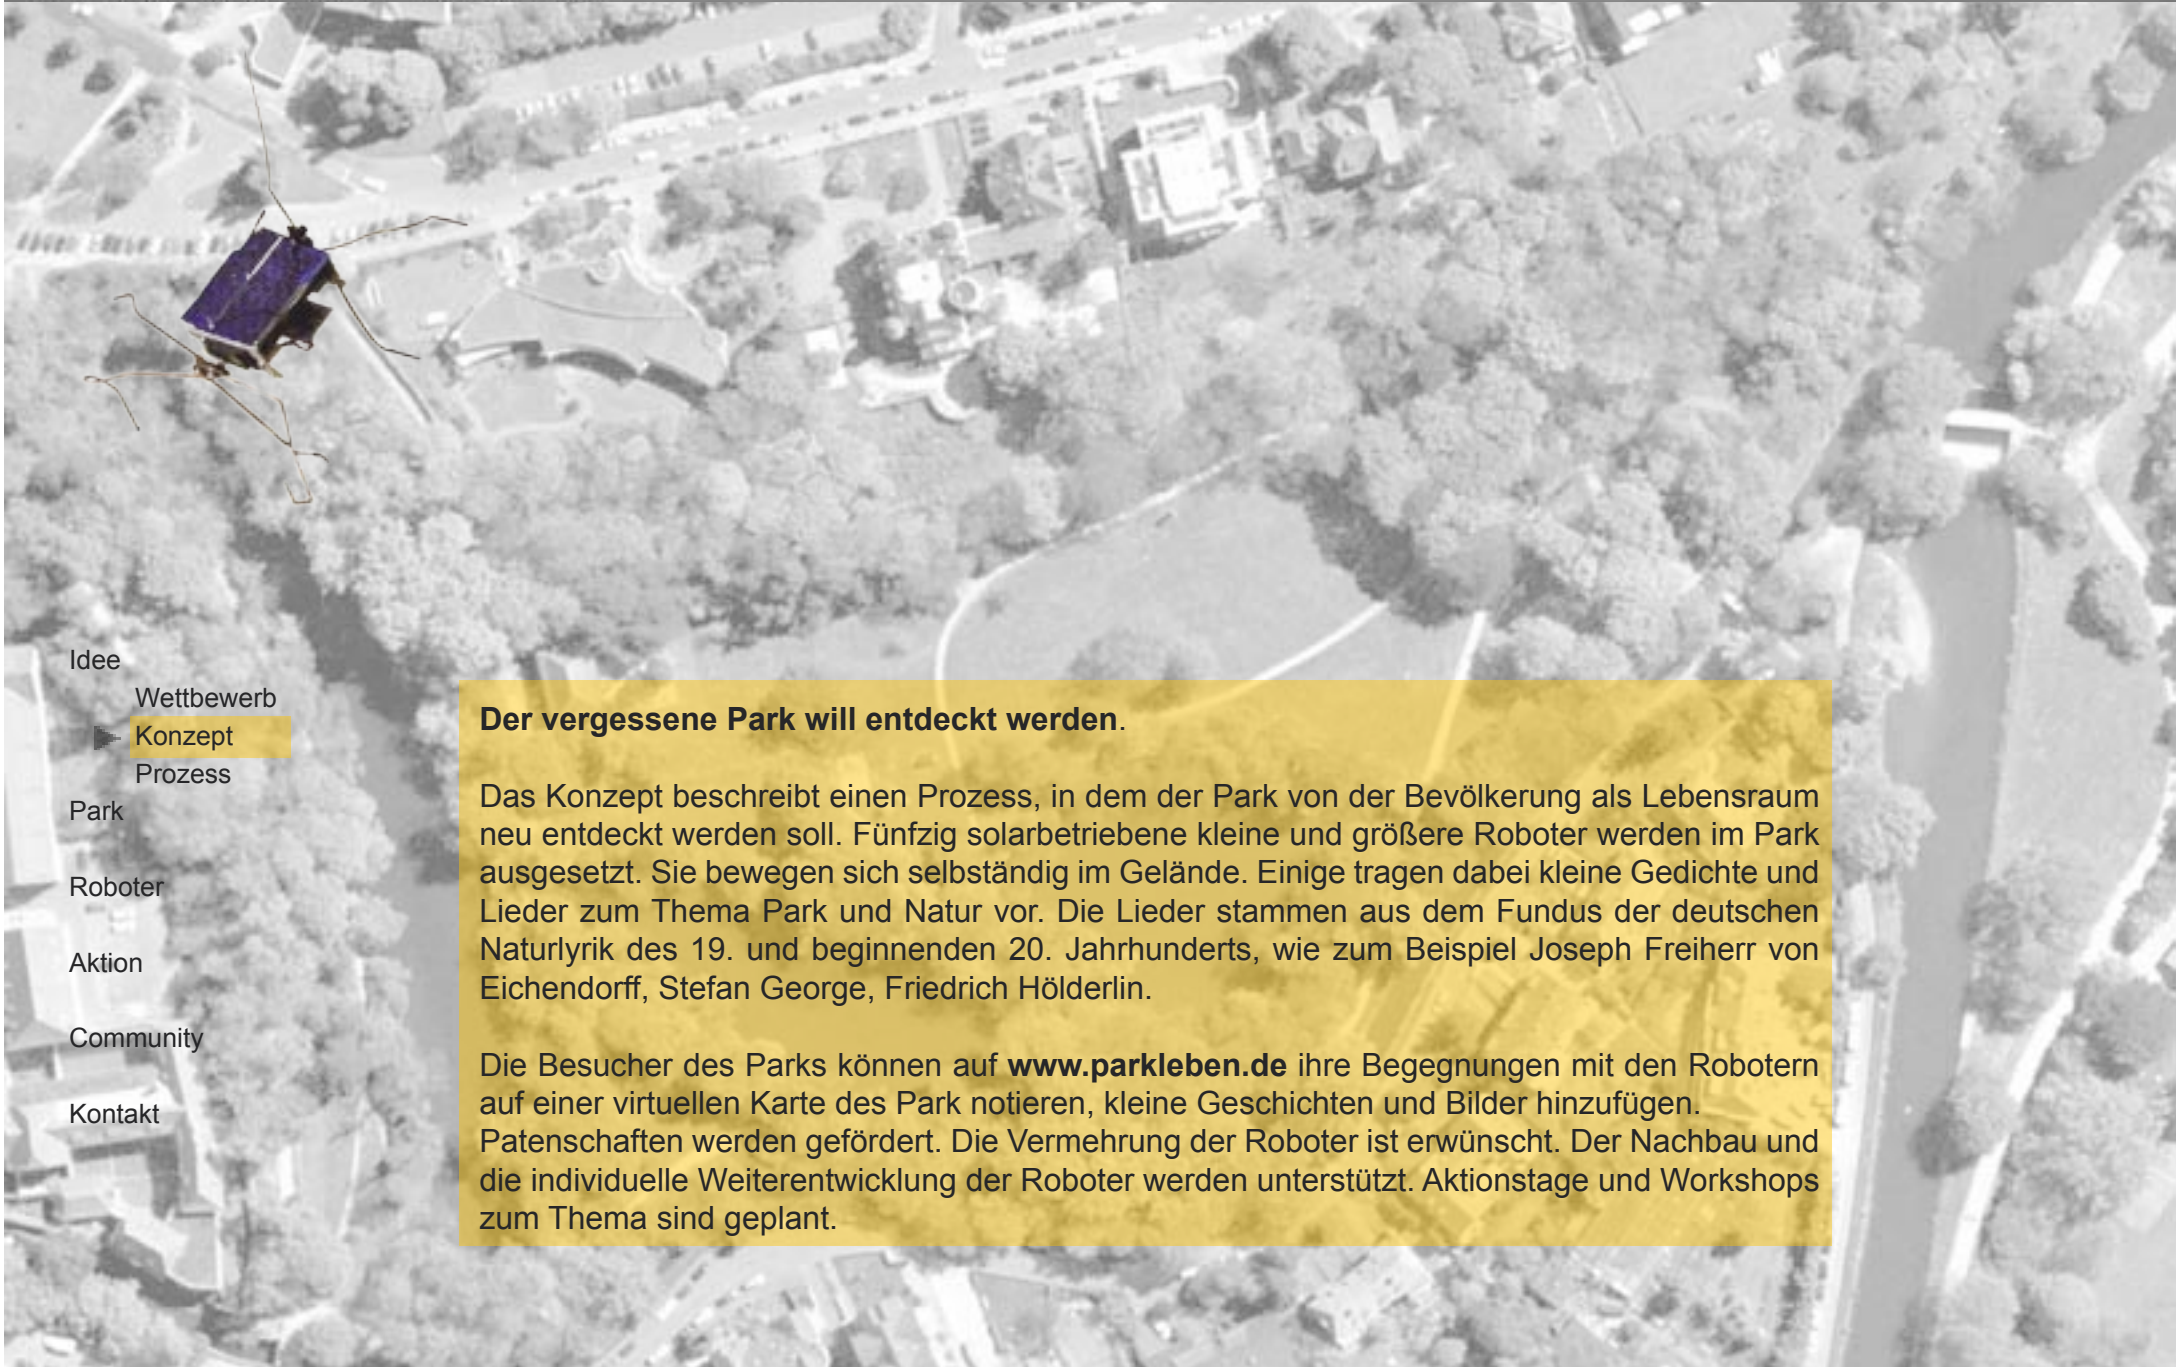 Idee
Wettbewerb
Konzept
Prozess
Park
Roboter
Aktion
Community
Kontakt
Der vergessene Park will entdeckt werden.
Das Konzept beschreibt einen Prozess, in dem der Park von der Bevölkerung als Lebensraum
neu entdeckt werden soll. Fünfzig solarbetriebene kleine und größere Roboter werden im Park
ausgesetzt. Sie bewegen sich selbständig im Gelände. Einige tragen dabei kleine Gedichte und
Lieder zum Thema Park und Natur vor. Die Lieder stammen aus dem Fundus der deutschen
Naturlyrik des 19. und beginnenden 20. Jahrhunderts, wie zum Beispiel Joseph Freiherr von
Eichendorff, Stefan George, Friedrich Hölderlin.
Die Besucher des Parks können auf www.parkleben.de ihre Begegnungen mit den Robotern
auf einer virtuellen Karte des Park notieren, kleine Geschichten und Bilder hinzufügen.
Patenschaften werden gefördert. Die Vermehrung der Roboter ist erwünscht. Der Nachbau und
die individuelle Weiterentwicklung der Roboter werden unterstützt. Aktionstage und Workshops
zum Thema sind geplant.